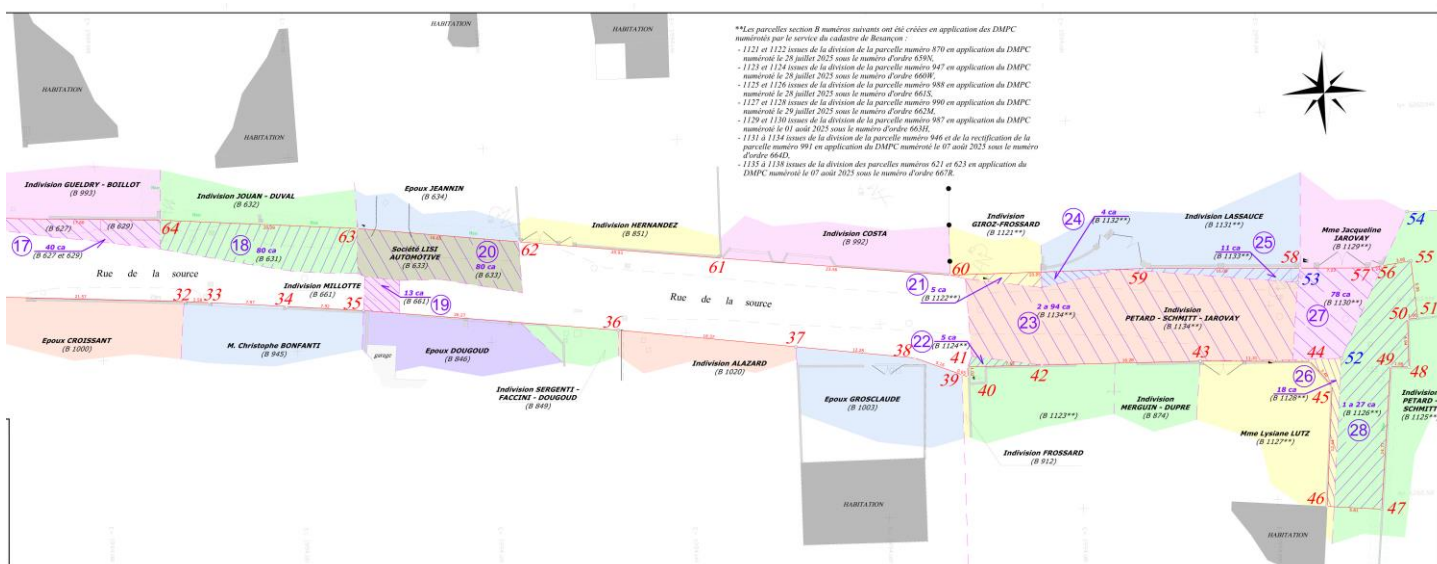 HABITATION
HABITATION
HABITATION
HABITATION
**Les parcelles section B numéros suivants ont été créées en application des DMPC
numérotés par le service du cadastre de Besançon :
- 1121 et 1122 issues de la division de la parcelle numéro 870 en application du DMPC
numéroté le 28 juillet 2025 sous le numéro d'ordre 659N,
- 1123 et 1124 issues de la division de la parcelle numéro 947 en application du DMPC
numéroté le 28 juillet 2025 sous le numéro d'ordre 660W,
- 1125 et 1126 issues de la division de la parcelle numéro 988 en application du DMPC
numéroté le 28 juillet 2025 sous le numéro d'ordre 661S,
- 1127 et 1128 issues de la division de la parcelle numéro 990 en application du DMPC
numéroté le 29 juillet 2025 sous le numéro d'ordre 662M,
- 1129 et 1130 issues de la division de la parcelle numéro 987 en application du DMPC
numéroté le 01 août 2025 sous le numéro d'ordre 663H,
- 1131 à 1134 issues de la division de la parcelle numéro 946 et de la rectification de la
parcelle numéro 991 en application du DMPC numéroté le 07 août 2025 sous le numéro
d'ordre 664D,
- 1135 à 1138 issues de la division des parcelles numéros 621 et 623 en application du
DMPC numéroté le 07 août 2025 sous le numéro d'ordre 667R.
Indivision GUELDRY - BOILLOT
(B 993)
Indivision JOUAN - DUVAL
(B 632)
Epoux JEANNIN
(B 634)
Indivision HERNANDEZ
(B 851)
Indivision COSTA
(B 992)
Indivision
GIROZ-FROSSARD
(B 1121**)
24
4 ca
(B 1132**)
Indivision LASSAUCE
(B 1131**)
11 ca
(B 1133**)
25
Mme Jacqueline
IAROVAY
(B 1129**)
54
(B 627)
(B 629)
64
63
62
61
60
59
58
53
57
56
55
17
40 ca
(B 627 et 629)
18
80 ca
(B 631)
Société LISI
AUTOMOTIVE
(B 633)
20
80 ca
(B 633)
Rue de la source
Indivision MILLOTTE
(B 661)
13 ca
(B 661)
19
Rue de la source
21
5 ca
(B 1122**)
23
2 a 94 ca
(B 1134**)
Indivision
PETARD - SCHMITT - IAROVAY
(B 1134**)
78 ca
(B 1130**)
27
50
51
32
33
34
35
36
37
38
22
5 ca
(B 1124**)
41
39
40
42
43
44
52
49
48
Epoux CROISSANT
(B 1000)
M. Christophe BONFANTI
(B 945)
garage
Epoux DOUGOUD
(B 846)
Indivision ALAZARD
(B 1020)
Indivision SERGENTI -
FACCINI - DOUGOUD
(B 849)
Epoux GROSCLAUDE
(B 1003)
(B 1123**)
Indivision
MERGUIN - DUPRE
(B 874)
26
18 ca
(B 1128**)
45
1 a 27 ca
(B 1126**)
28
Indivision
PETARD -
SCHMITT
(B 1125**)
Mme Lysiane LUTZ
(B 1127**)
Indivision FROSSARD
(B 912)
46
47
HABITATION
HABITATION